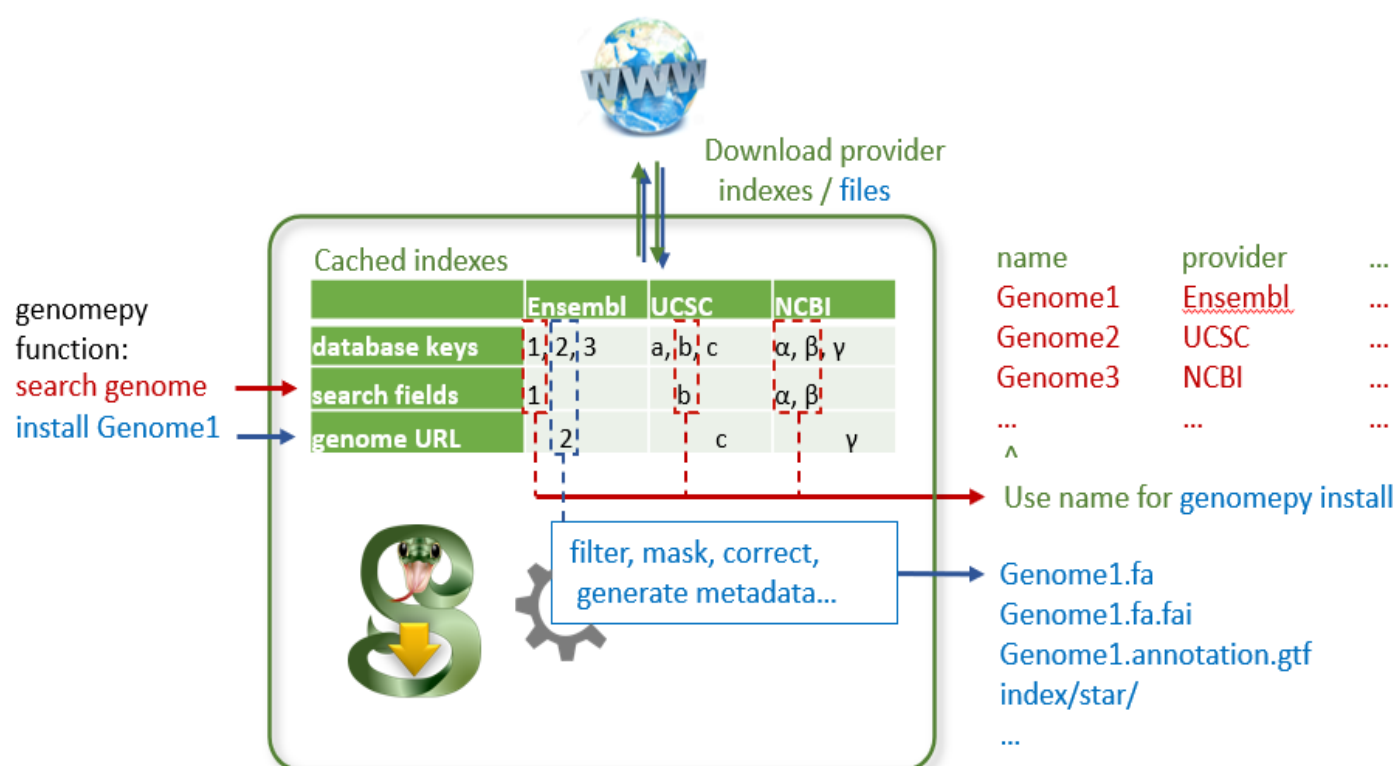 WWW
Download provider
indexes / files
Cached indexes
Ensembl UCSC NCBI
database keys 1, 2, 3 a, b, c α, β, γ
search fields 1 b α, β
genome URL 2 c γ
genomepy
function:
search genome
install Genome1
name provider ...
Genome1 Ensembl ...
Genome2 UCSC ...
Genome3 NCBI ...
... ... ...
^
Use name for genomepy install
filter, mask, correct,
generate metadata...
Genome1.fa
Genome1.fa.fai
Genome1.annotation.gtf
index/star/
...